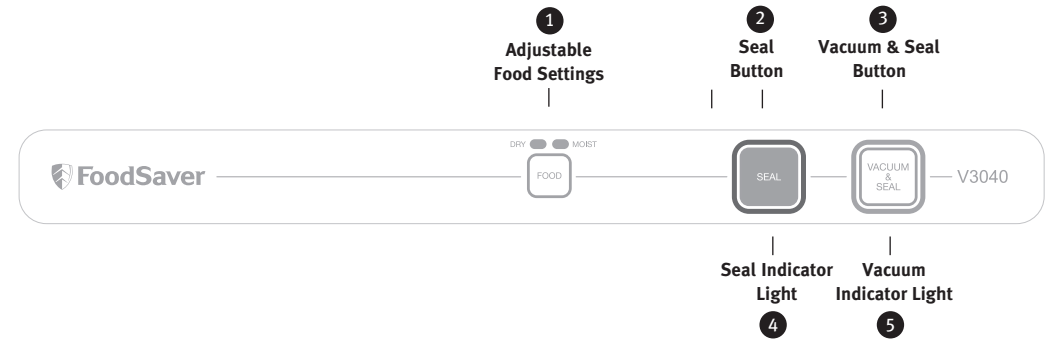 1
Adjustable
Food Settings
2
Seal
Button
3
Vacuum & Seal
Button
FoodSaver
DRY MOIST
FOOD
SEAL
VACUUM
&
SEAL
V3040
Seal Indicator
Light
4
Vacuum
Indicator Light
5